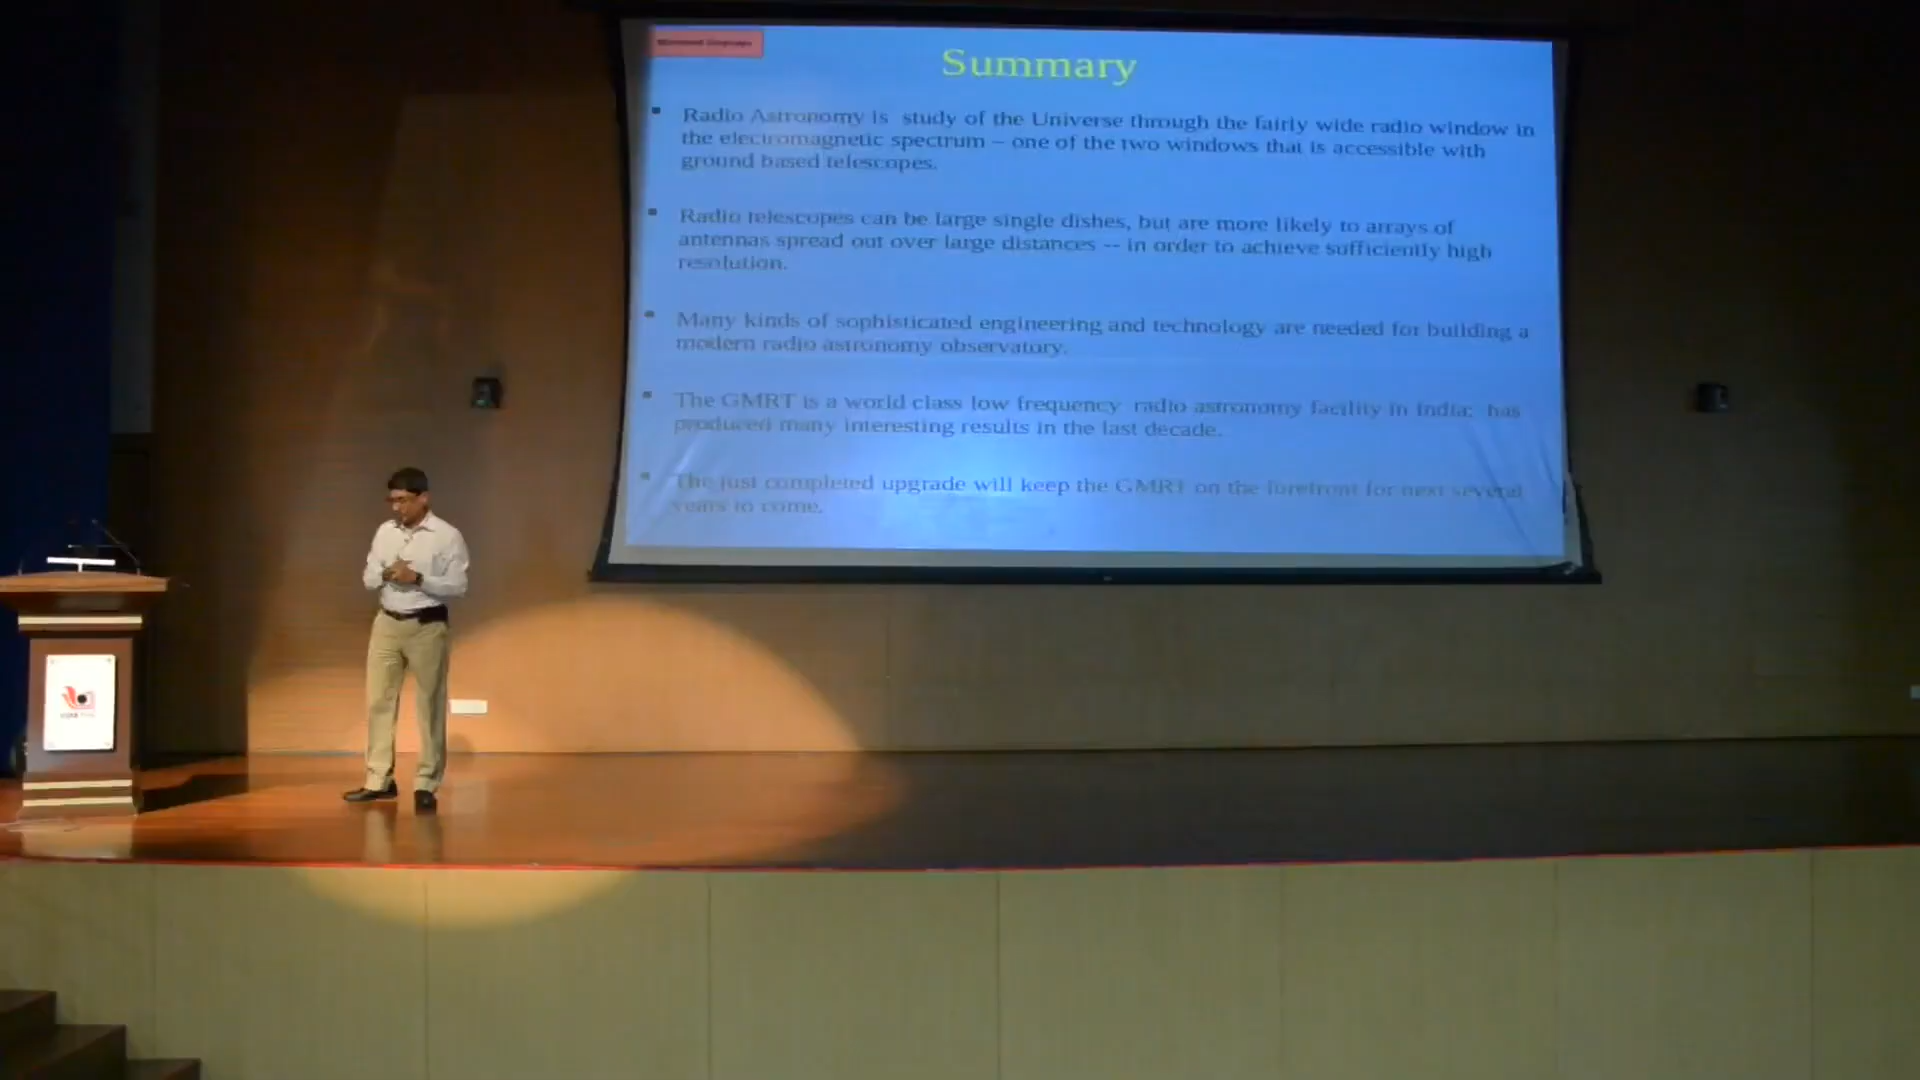 Summary
Radio Astronomy is study of the Universe through the fairly wide radio window in
the electromagnetic spectrum – one of the two windows that is accessible with
ground based telescopes.
Radio telescopes can be large single dishes, but are more likely to arrays of
antennas spread out over large distances -- in order to achieve sufficiently high
resolution.
Many kinds of sophisticated engineering and technology are needed for building a
modern radio astronomy observatory.
The GMRT is a world class low frequency radio astronomy facility in India; has
produced many interesting results in the last decade.
The just completed upgrade will keep the GMRT on the forefront for next several
years to come.